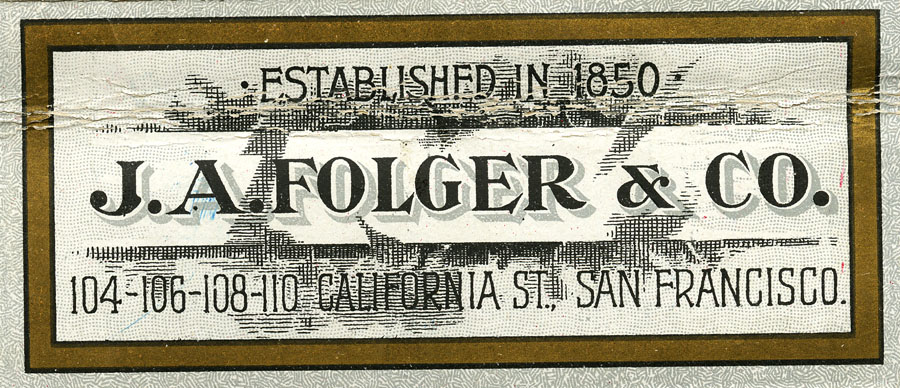 ·ESTABLISHED IN 1850·
J.A.FOLGER & CO.
104-106-108-110 CALIFORNIA ST., SAN FRANCISCO.